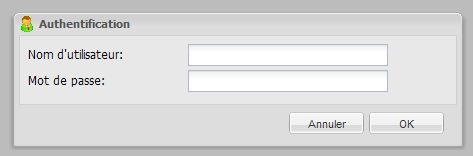 Authentification
Nom d'utilisateur:
Mot de passe:
Annuler OK